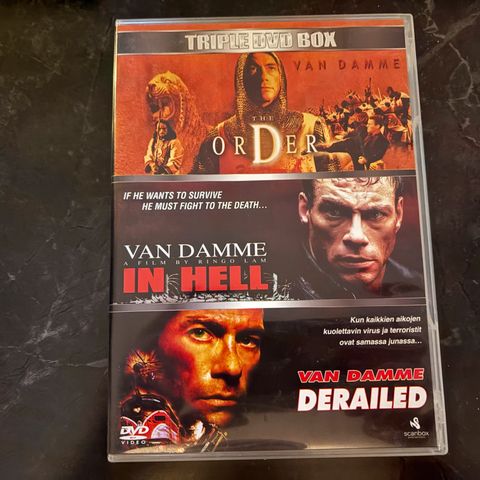 TRIPLE DVD BOX
VAN DAMME
THE
ORDER
IF HE WANTS TO SURVIVE
HE MUST FIGHT TO THE DEATH...
VAN DAMME
A FILM BY RINGO LAM
IN HELL
Kun kaikkien aikojen
kuolettavin virus ja terroristit
ovat samassa junassa...
VAN DAMME
DERAILED
DVD
VIDEO
scanbox